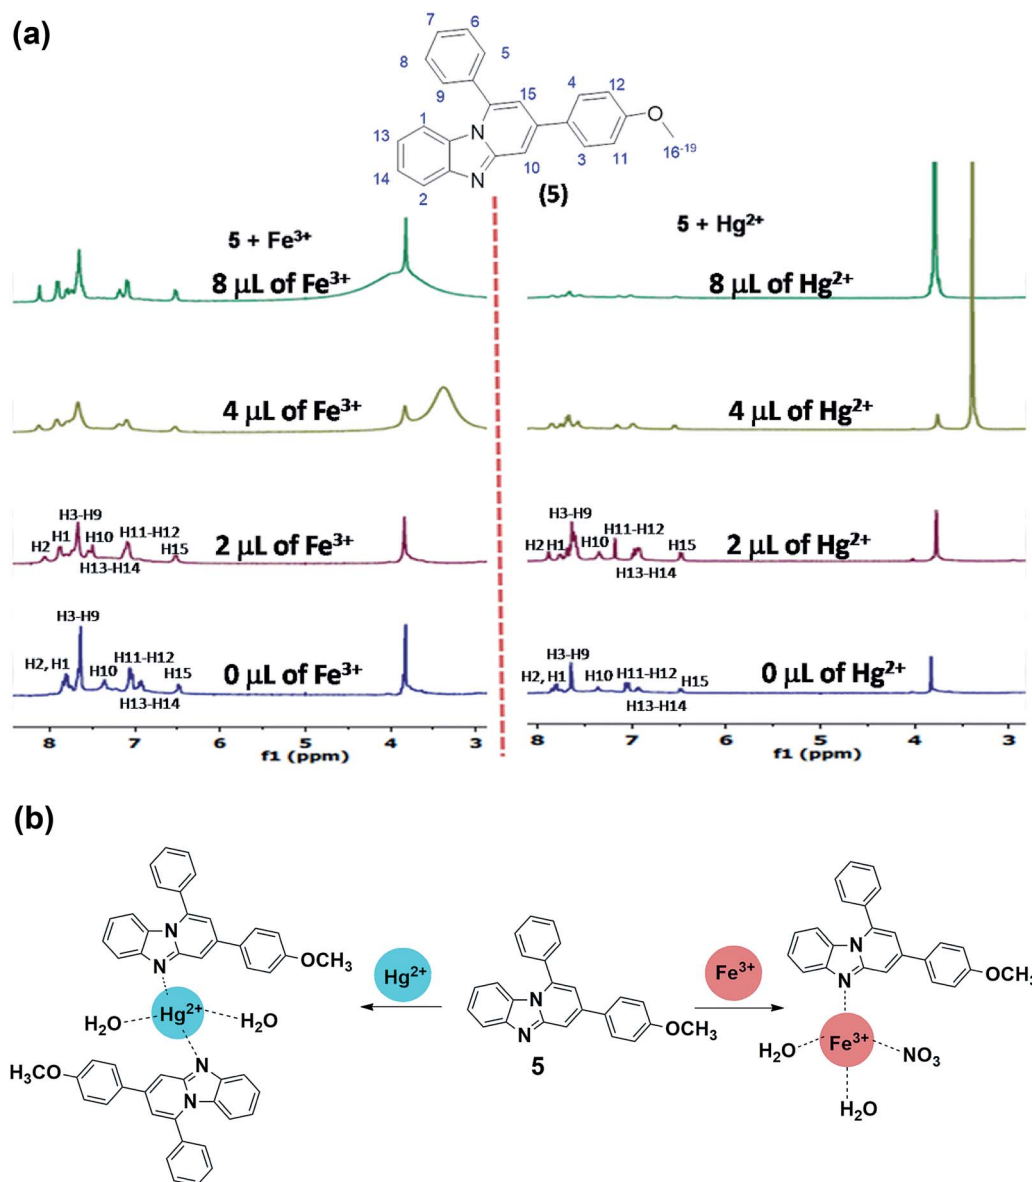 (a)
7
6
8
5
9
15
4
12
1
N
O
13
16-19
14
10
3
11
2
N
(5)
5 + Fe³⁺
8 μL of Fe³⁺
4 μL of Fe³⁺
H3-H9
H2 H1 H10 H11-H12
2 μL of Fe³⁺
H15
H13-H14
H3-H9
H2, H1
H10 H11-H12
H15
0 μL of Fe³⁺
H13-H14
8 7 6 5 4 3
f1 (ppm)
5 + Hg²⁺
8 μL of Hg²⁺
4 μL of Hg²⁺
H3-H9
H2 H1 H10 H11-H12
H15
2 μL of Hg²⁺
H13-H14
H3-H9
H2, H1 H10 H11-H12
H15
0 μL of Hg²⁺
H13-H14
8 7 6 5 4 3
f1 (ppm)
(b)
N
N
OCH₃
Hg²⁺
H₂O
H₂O
N
H₃CO
N
Hg²⁺
N
N
OCH₃
5
Fe³⁺
N
N
OCH₃
Fe³⁺
H₂O
NO₃
H₂O